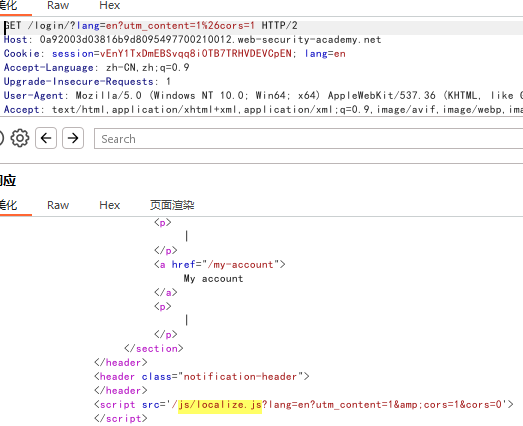 美化 Raw Hex
GET /login/?lang=en?utm_content=1%26cors=1 HTTP/2
Host: 0a92003d03816b9d8095497700210012.web-security-academy.net
Cookie: session=vEnY1TxDmEBSvqq8i0TB7TRHVDEVCpEN; lang=en
Accept-Language: zh-CN,zh;q=0.9
Upgrade-Insecure-Requests: 1
User-Agent: Mozilla/5.0 (Windows NT 10.0; Win64; x64) AppleWebKit/537.36 (KHTML, like G
Accept: text/html,application/xhtml+xml,application/xml;q=0.9,image/avif,image/webp,ima
Search
响应
美化 Raw Hex 页面渲染
<p>
|
</p>
<a href="/my-account">
My account
</a>
<p>
|
</p>
</section>
</header>
<header class="notification-header">
</header>
<script src='/js/localize.js?lang=en?utm_content=1&amp;cors=1&cors=0'>
</script>